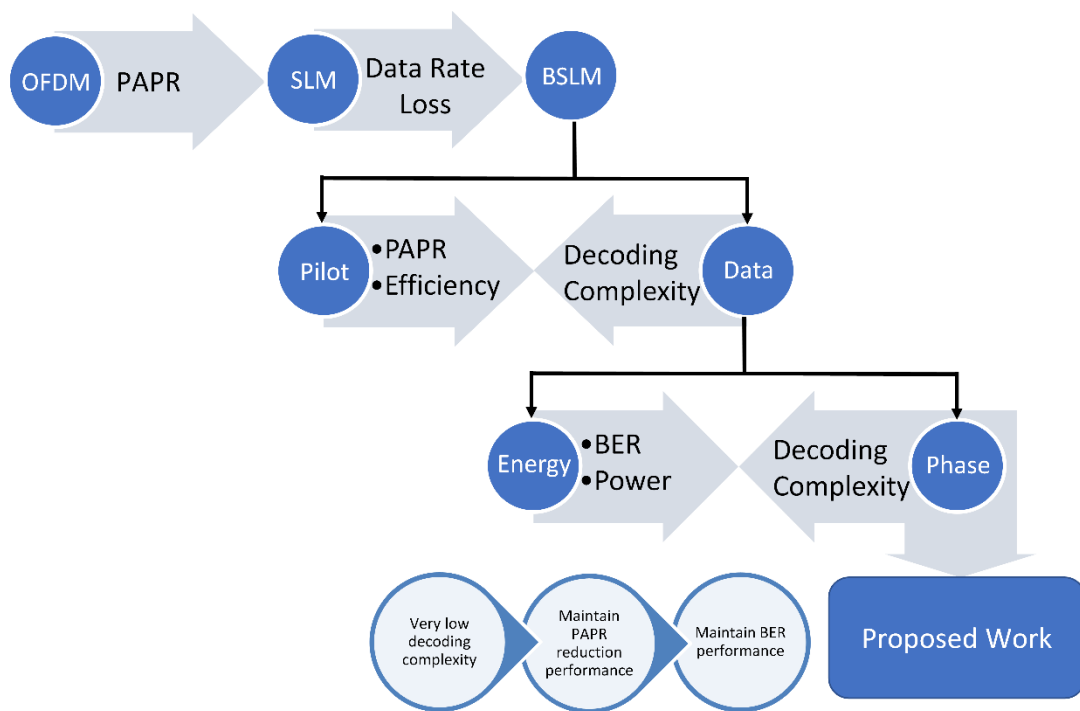 OFDM
PAPR
SLM
Data Rate
Loss
BSLM
Pilot
•PAPR
•Efficiency
Decoding
Complexity
Data
Energy
•BER
•Power
Decoding
Complexity
Phase
Very low
decoding
complexity
Maintain
PAPR
reduction
performance
Maintain BER
performance
Proposed Work